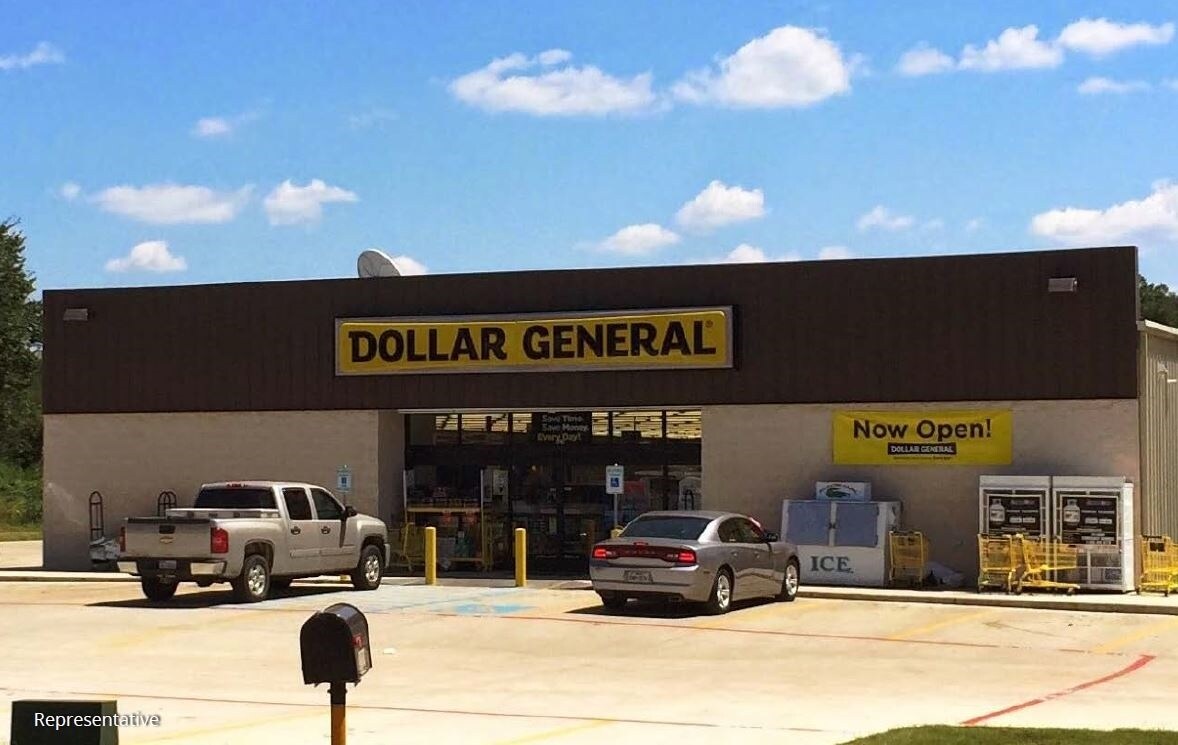 DOLLAR GENERAL®
Save Time.
Save Money.
Every Day!
Now Open!
DOLLAR GENERAL
ICE
Representative